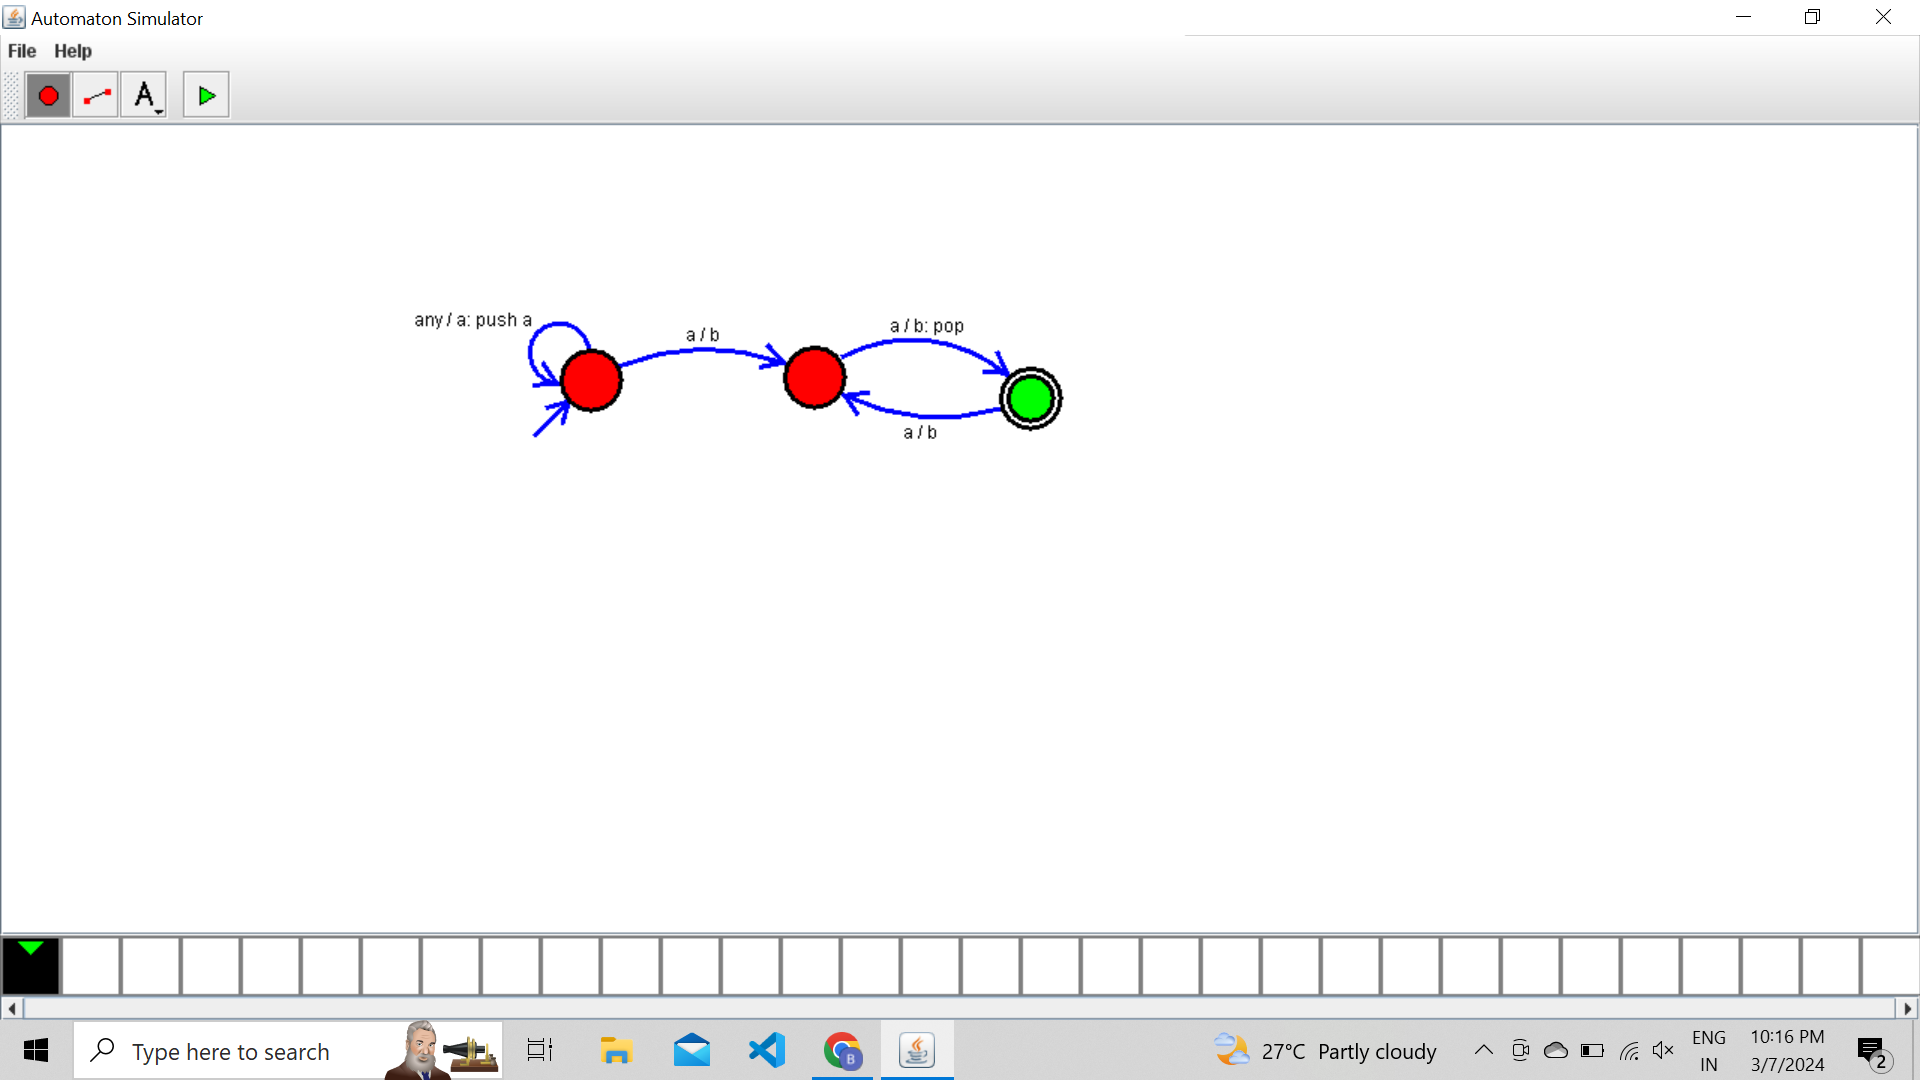 Automaton Simulator
File Help
A
any / a: push a
a / b
a / b: pop
a / b
Type here to search
B
27°C Partly cloudy
ENG
IN
10:16 PM
3/7/2024
2